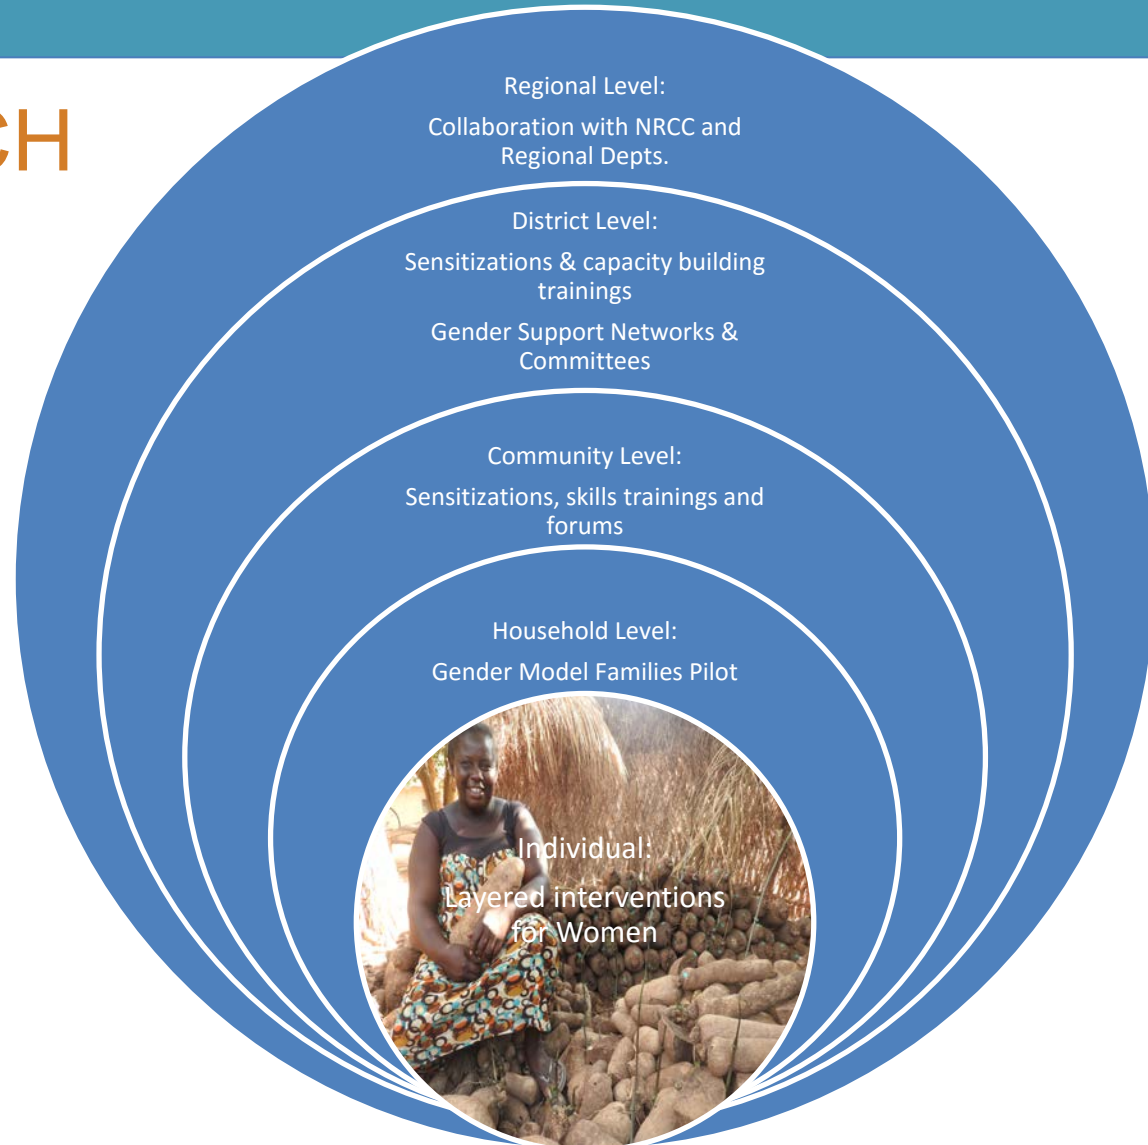 CH
Regional Level:
Collaboration with NRCC and
Regional Depts.
District Level:
Sensitizations & capacity building
trainings
Gender Support Networks &
Committees
Community Level:
Sensitizations, skills trainings and
forums
Household Level:
Gender Model Families Pilot
Individual:
Layered interventions
for Women